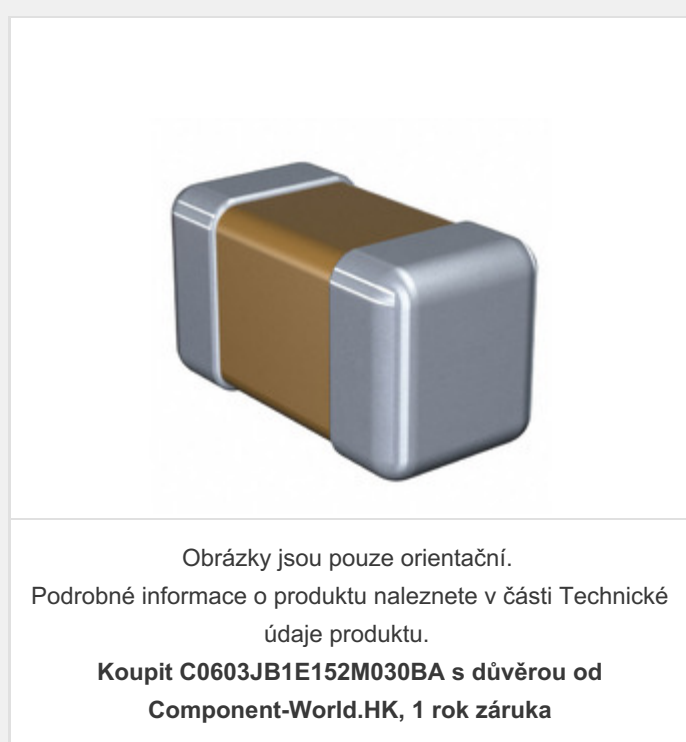 Obrázky jsou pouze orientační.
Podrobné informace o produktu naleznete v části Technické
údaje produktu.
Koupit C0603JB1E152M030BA s důvěrou od
Component-World.HK, 1 rok záruka